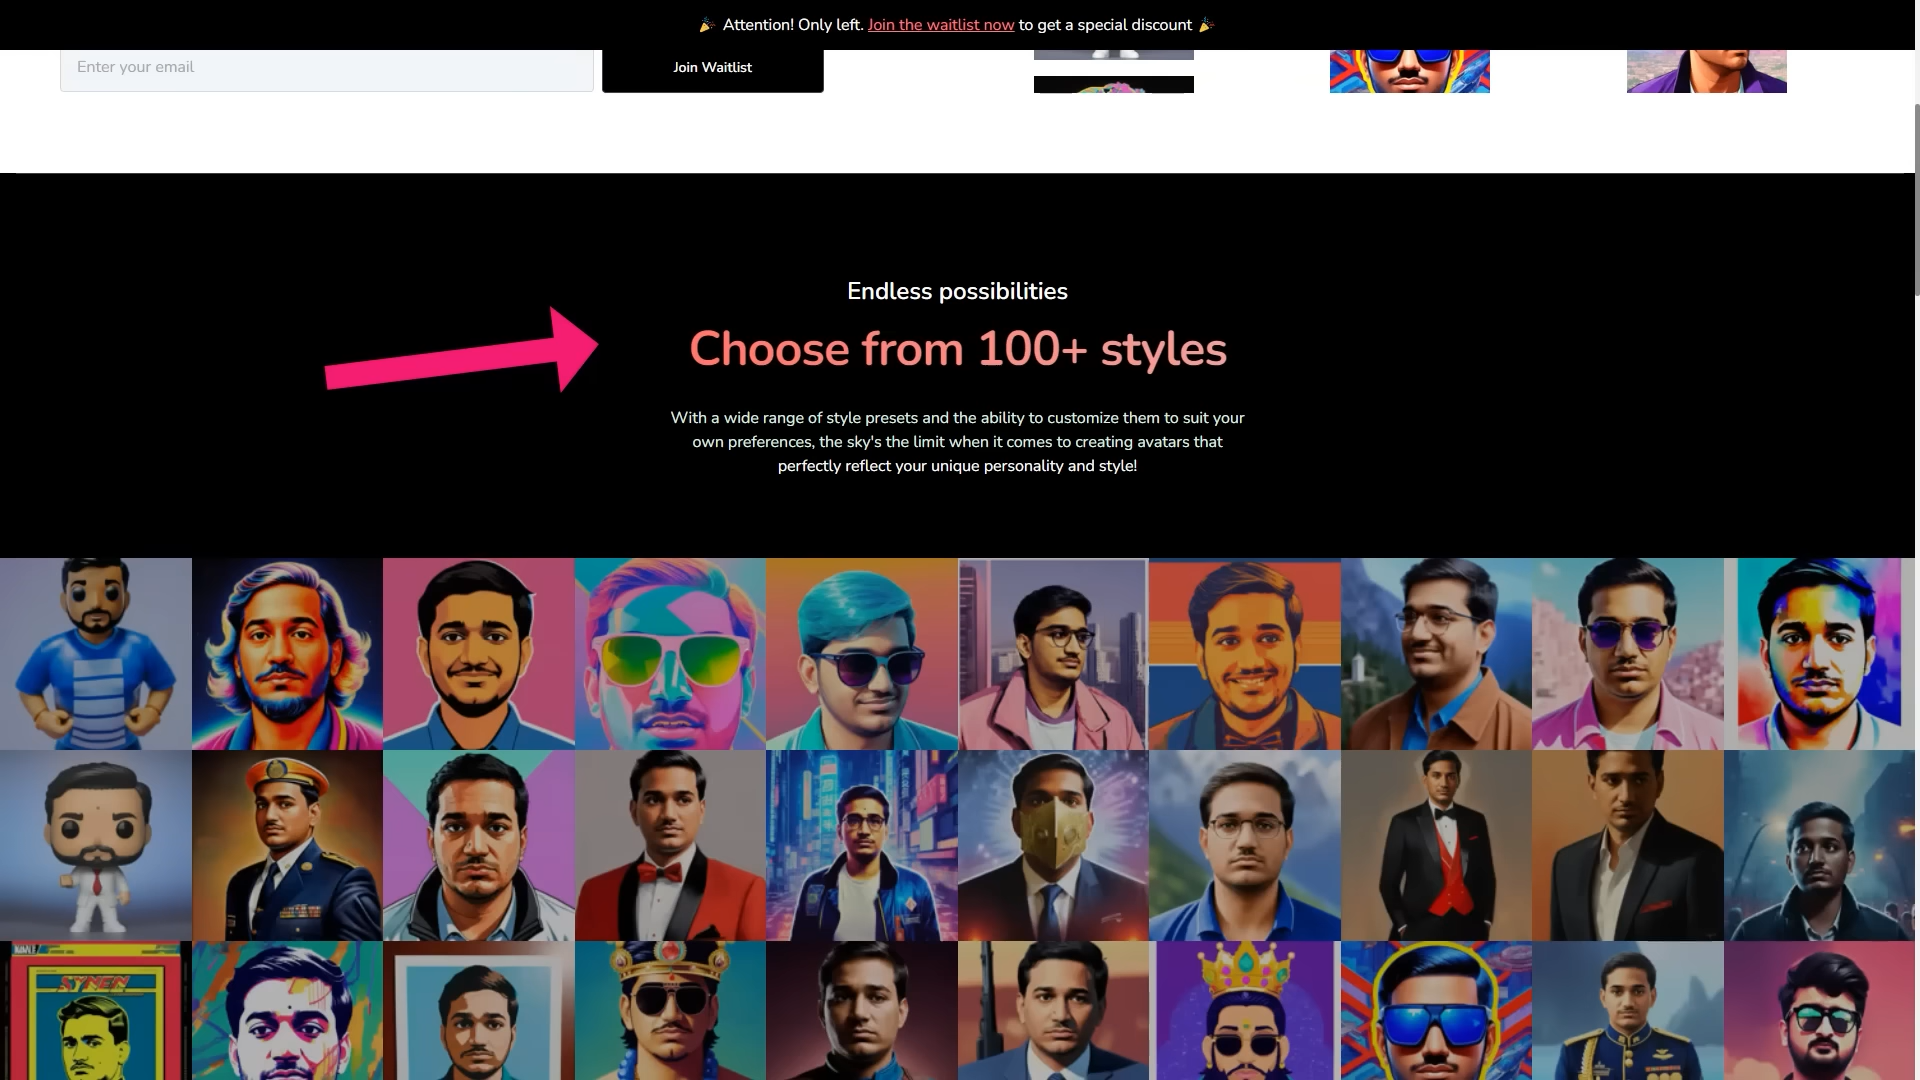 🎉 Attention! Only left. Join the waitlist now to get a special discount 🎉
Enter your email
Join Waitlist
Endless possibilities
Choose from 100+ styles
With a wide range of style presets and the ability to customize them to suit your
own preferences, the sky's the limit when it comes to creating avatars that
perfectly reflect your unique personality and style!